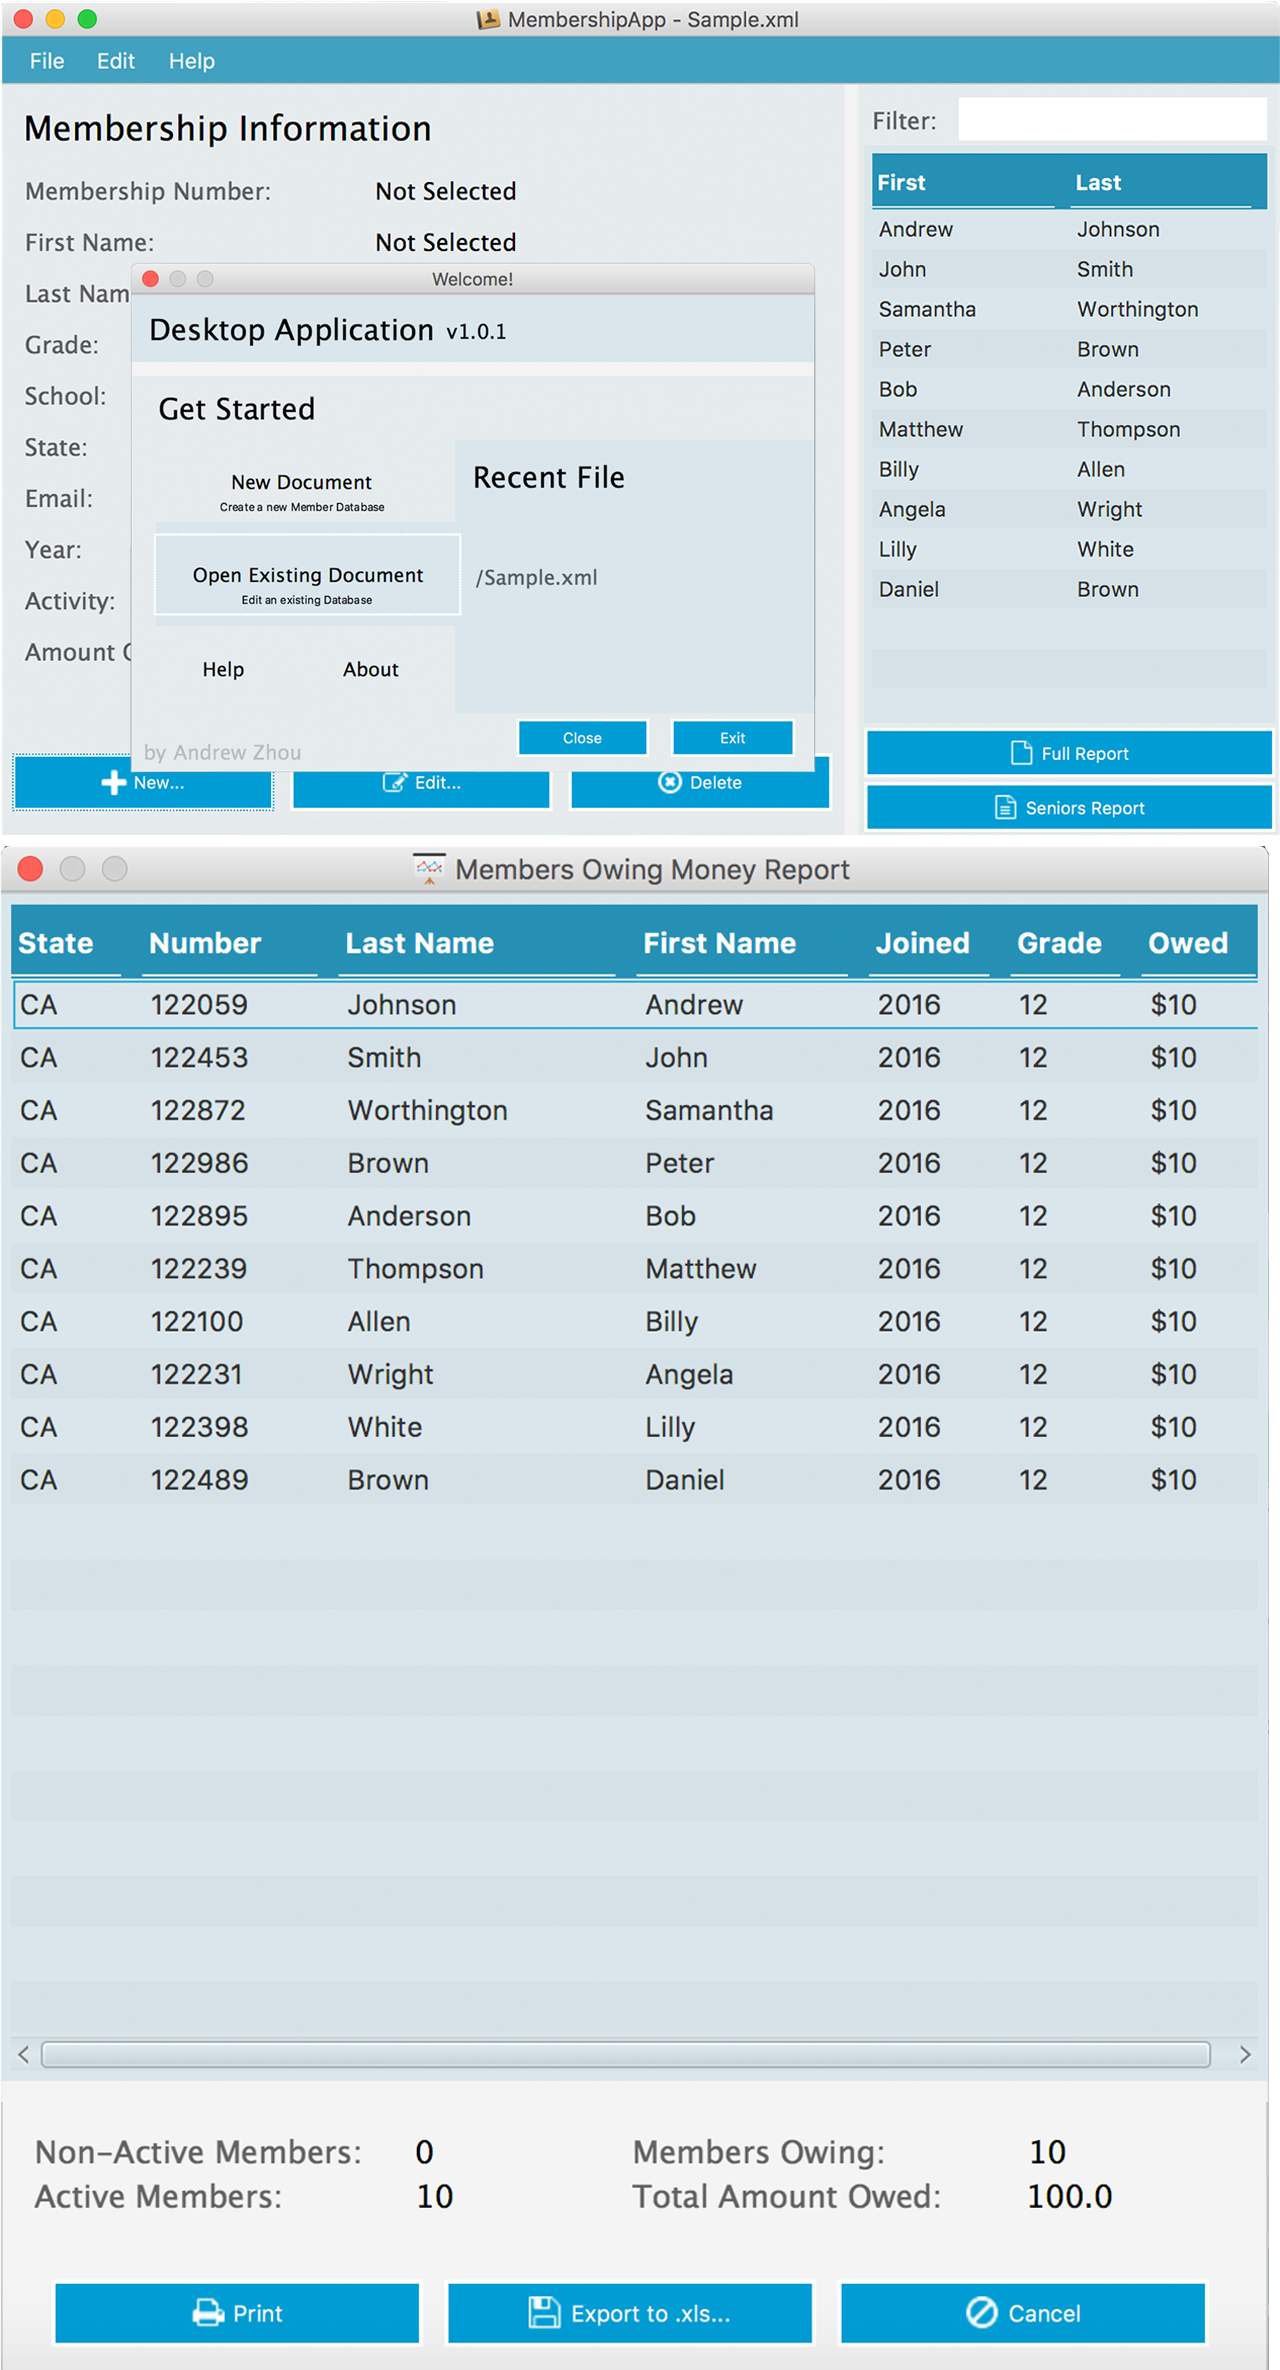 MembershipApp - Sample.xml
File Edit Help
Membership Information
Membership Number: Not Selected
First Name: Not Selected
Last Nam
Grade:
School:
State:
Email:
Year:
Activity:
Amount
Welcome!
Desktop Application v1.0.1
Get Started
New Document
Create a new Member Database
Open Existing Document
Edit an existing Database
Help About
Recent File
/Sample.xml
by Andrew Zhou
Close Exit
New... Edit... Delete
Filter:
First Last
Andrew Johnson
John Smith
Samantha Worthington
Peter Brown
Bob Anderson
Matthew Thompson
Billy Allen
Angela Wright
Lilly White
Daniel Brown
Full Report
Seniors Report
Members Owing Money Report
State Number Last Name First Name Joined Grade Owed
CA 122059 Johnson Andrew 2016 12 $10
CA 122453 Smith John 2016 12 $10
CA 122872 Worthington Samantha 2016 12 $10
CA 122986 Brown Peter 2016 12 $10
CA 122895 Anderson Bob 2016 12 $10
CA 122239 Thompson Matthew 2016 12 $10
CA 122100 Allen Billy 2016 12 $10
CA 122231 Wright Angela 2016 12 $10
CA 122398 White Lilly 2016 12 $10
CA 122489 Brown Daniel 2016 12 $10
Non-Active Members: 0 Members Owing: 10
Active Members: 10 Total Amount Owed: 100.0
Print Export to .xls... Cancel